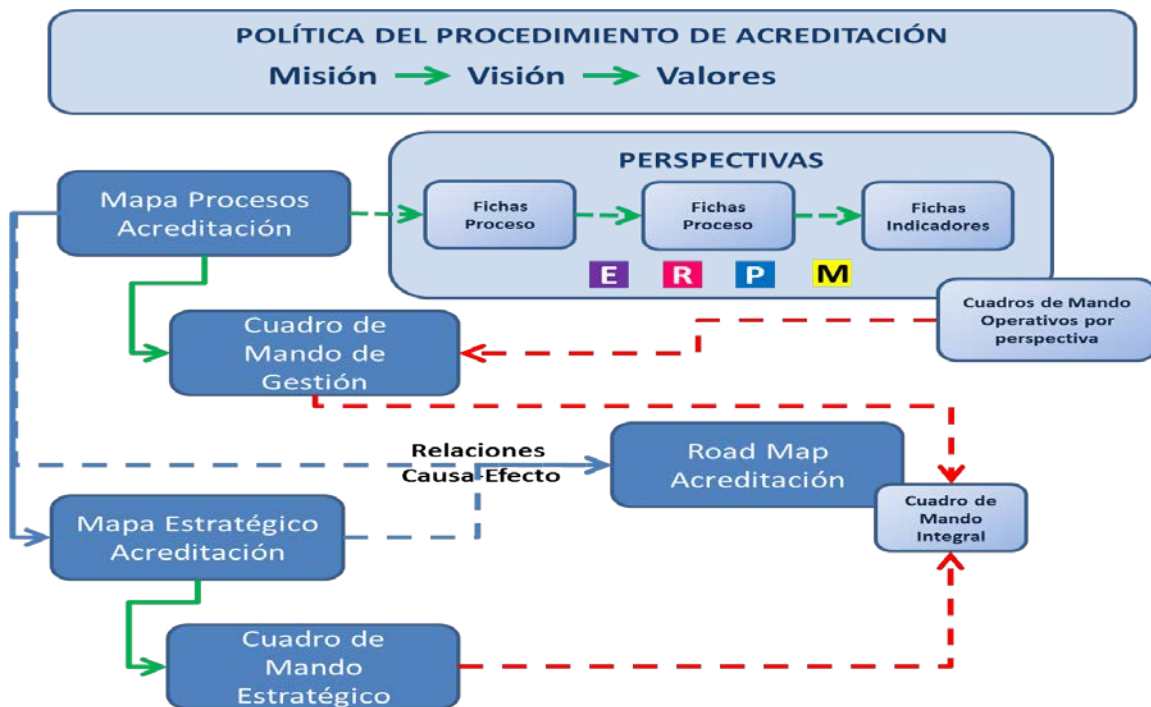 POLÍTICA DEL PROCEDIMIENTO DE ACREDITACIÓN
Misión Visión Valores
PERSPECTIVAS
Mapa Procesos
Acreditación
Fichas
Proceso
Fichas
Proceso
Fichas
Indicadores
E R P M
Cuadros de Mando
Operativos por
perspectiva
Cuadro de
Mando de
Gestión
Relaciones
Causa-Efecto
Road Map
Acreditación
Cuadro de
Mando
Integral
Mapa Estratégico
Acreditación
Cuadro de
Mando
Estratégico